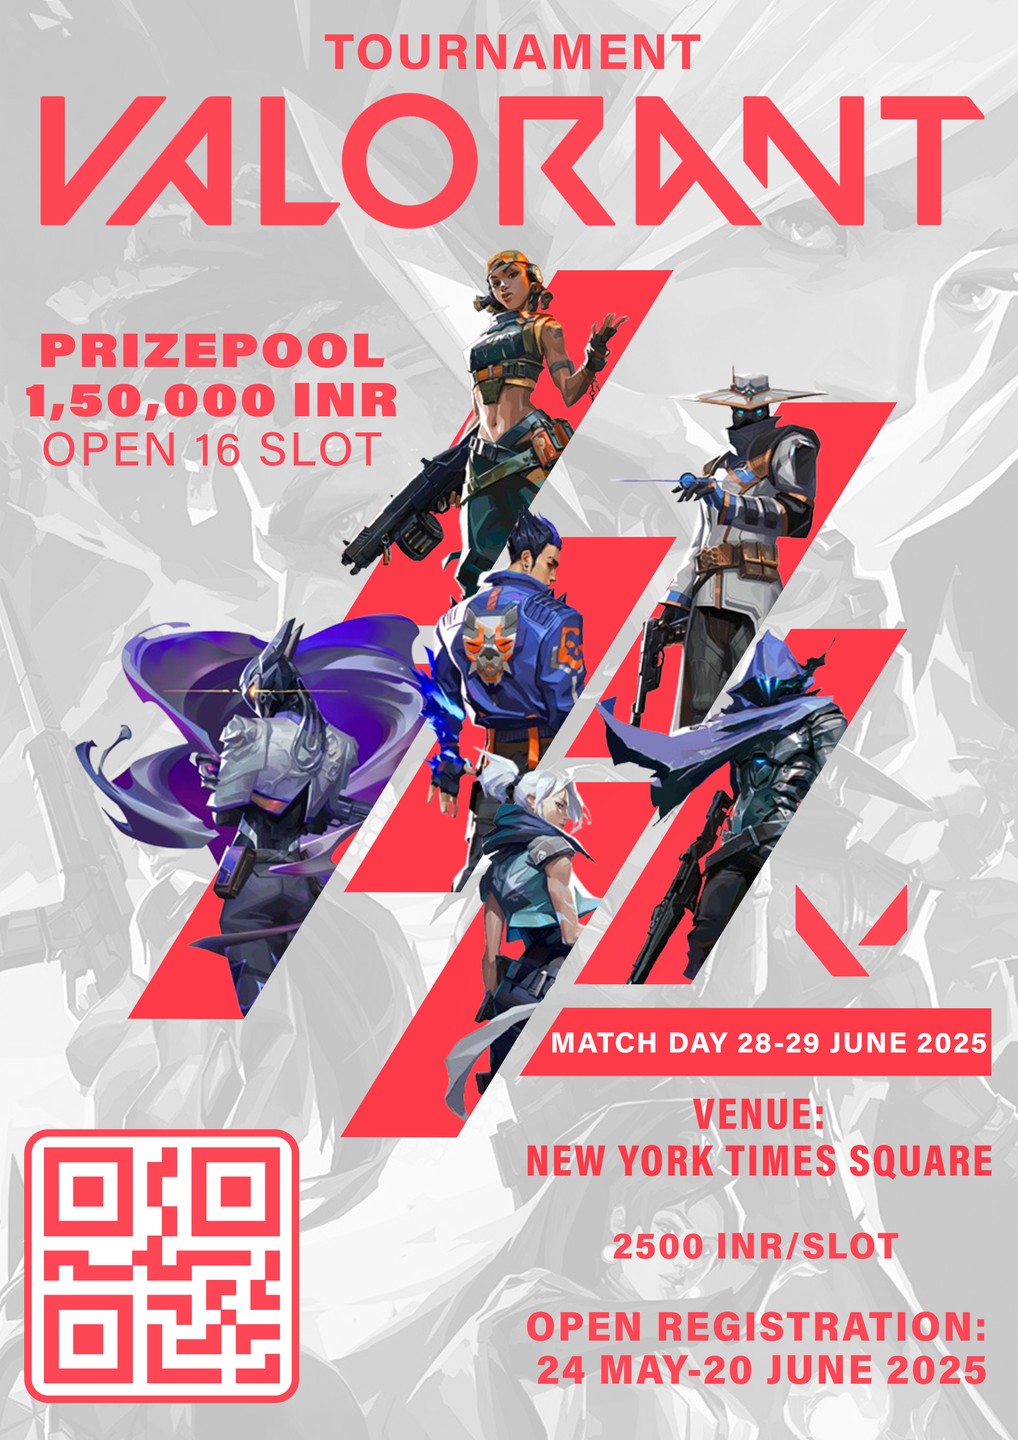 TOURNAMENT
VALORANT
PRIZEPOOL
1,50,000 INR
OPEN 16 SLOT
MATCH DAY 28-29 JUNE 2025
VENUE:
NEW YORK TIMES SQUARE
2500 INR/SLOT
OPEN REGISTRATION:
24 MAY-20 JUNE 2025